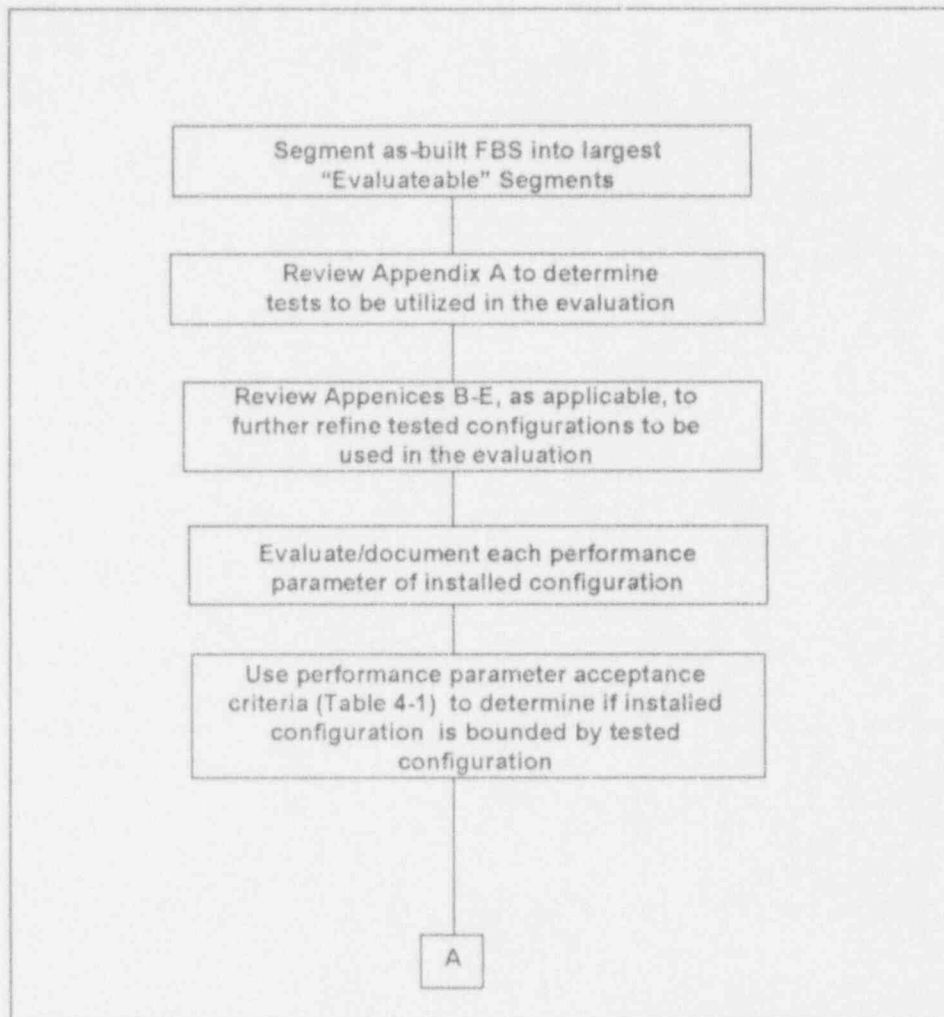 Segment as-built FBS into largest
"Evaluateable" Segments
Review Appendix A to determine
tests to be utilized in the evaluation
Review Appenices B-E, as applicable, to
further refine tested configurations to be
used in the evaluation
Evaluate/document each performance
parameter of installed configuration
Use performance parameter acceptance
criteria (Table 4-1) to determine if installed
configuration is bounded by tested
configuration
A